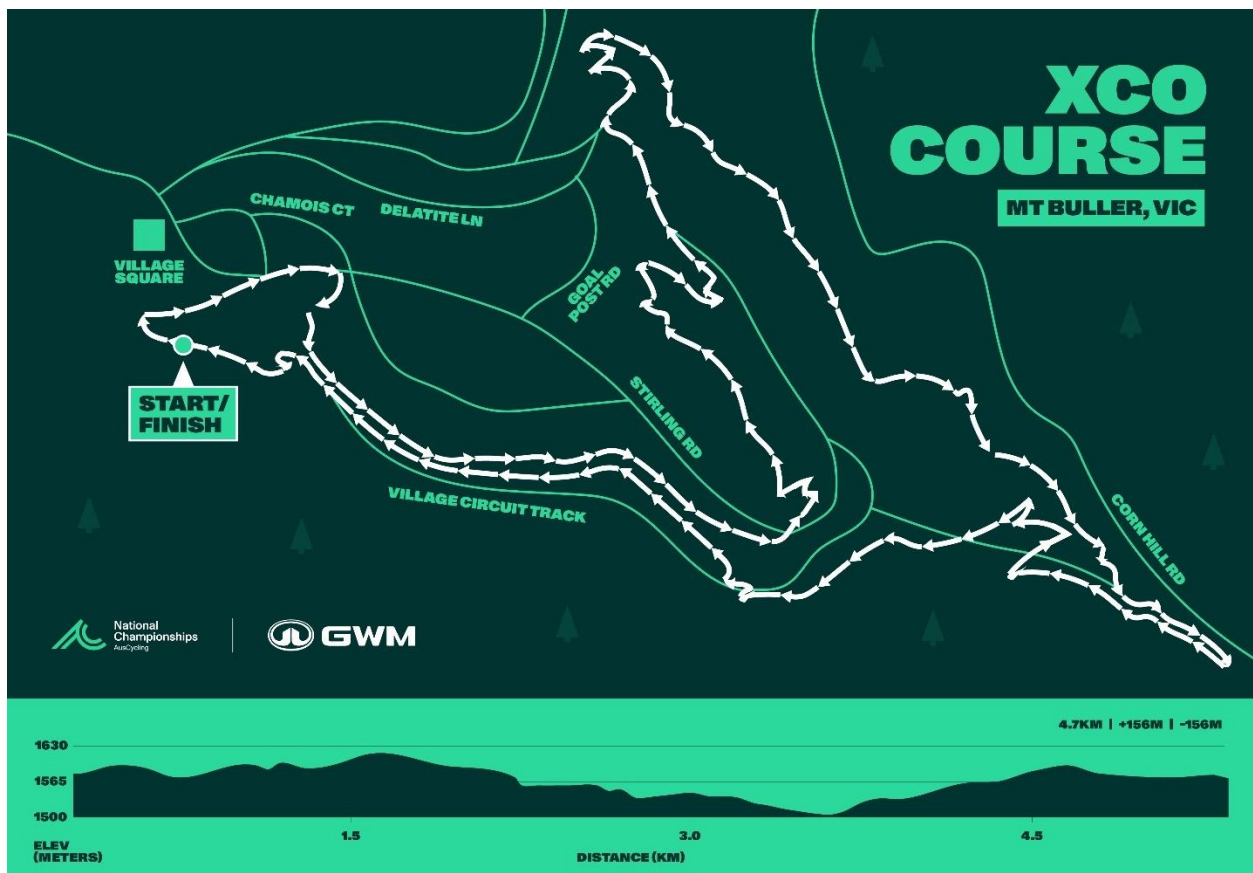 XCO
COURSE
MT BULLER, VIC
CHAMOIS CT
DELATITE LN
VILLAGE
SQUARE
GOAL
POST RD
START/
FINISH
STIRLING RD
VILLAGE CIRCUIT TRACK
CORN HILL RD
National
Championships
AusCycling
GWM
4.7KM | +156M | -156M
1630
1565
1500
1.5
3.0
4.5
ELEV
(METERS)
DISTANCE (KM)